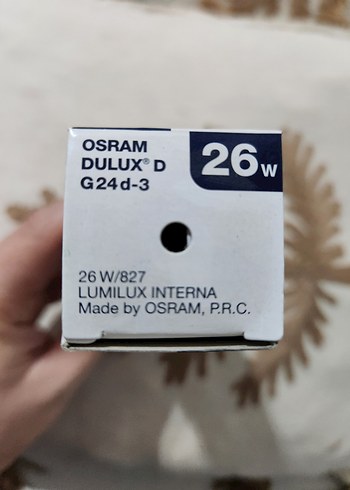 OSRAM
DULUX® D
G24d-3
26W
26 W/827
LUMILUX INTERNA
Made by OSRAM, P.R.C.